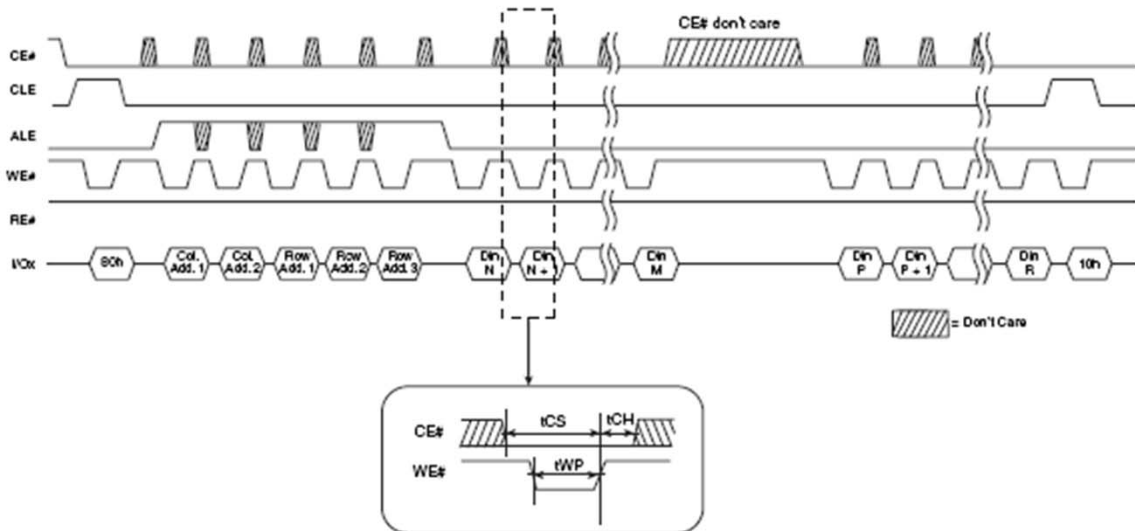 CE# don't care
CE#
CLE
ALE
WE#
RE#
I/Ox
80h
Col. Add. 1
Col. Add. 2
Row Add. 1
Row Add. 2
Row Add. 3
Din N
Din N + 1
Din M
Din P
Din P + 1
Din R
10h
= Don't Care
CE#
tCS
tCH
WE#
tWP